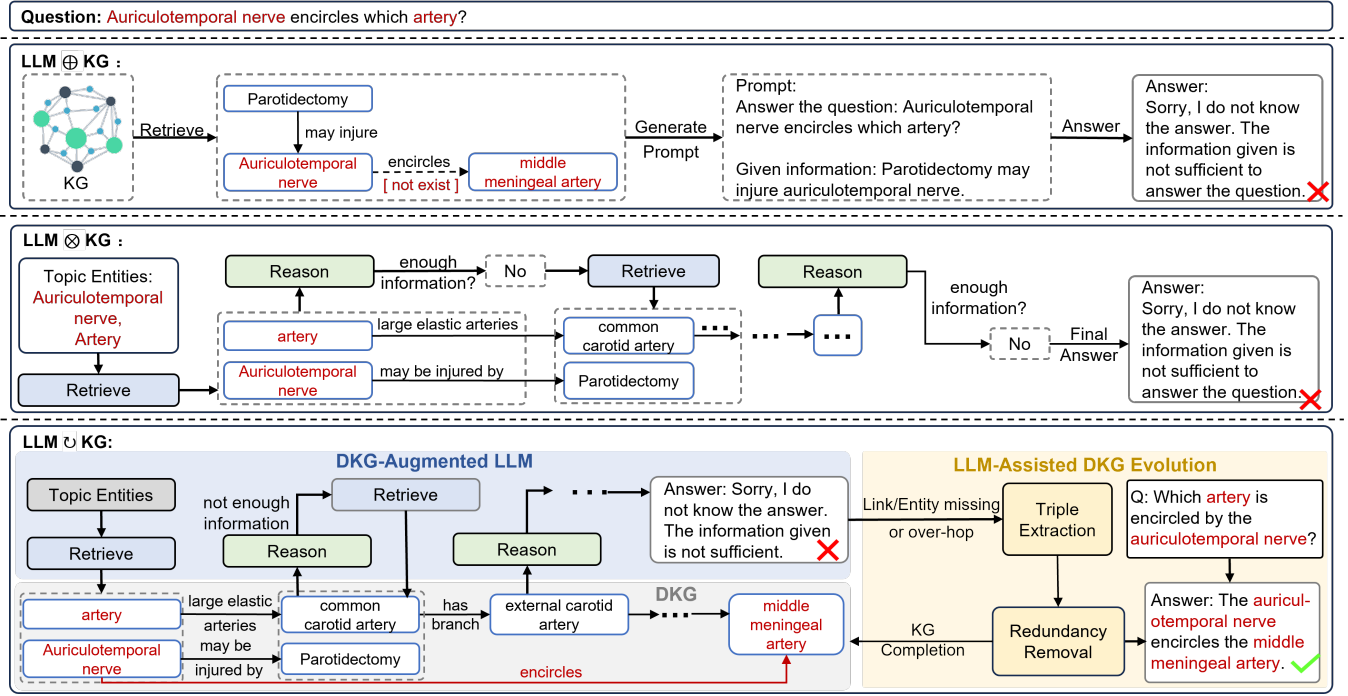 Question: Auriculotemporal nerve encircles which artery?
LLM ⊕ KG :
KG
Retrieve
Parotidectomy
may injure
Auriculotemporal
nerve
encircles
[ not exist ]
middle
meningeal artery
Generate
Prompt
Prompt:
Answer the question: Auriculotemporal
nerve encircles which artery?
Given information: Parotidectomy may
injure auriculotemporal nerve.
Answer
Answer:
Sorry, I do not know
the answer. The
information given is
not sufficient to
answer the question.
LLM ⊗ KG :
Topic Entities:
Auriculotemporal
nerve,
Artery
Retrieve
Reason
enough
information?
No
Retrieve
artery
large elastic arteries
common
carotid artery
...
Auriculotemporal
nerve
may be injured by
Parotidectomy
...
...
Reason
enough
information?
No
Final
Answer
Answer:
Sorry, I do not know
the answer. The
information given is
not sufficient to
answer the question.
LLM ↻ KG:
DKG-Augmented LLM
Topic Entities
Retrieve
not enough
information
Retrieve
Reason
Reason
...
Answer: Sorry, I do
not know the answer.
The information given
is not sufficient.
artery
large elastic
arteries
common
carotid artery
has
branch
external carotid
artery
DKG
...
middle
meningeal
artery
Auriculotemporal
nerve
may be
injured by
Parotidectomy
encircles
LLM-Assisted DKG Evolution
Link/Entity missing
or over-hop
Triple
Extraction
Q: Which artery is
encircled by the
auriculotemporal nerve?
KG
Completion
Redundancy
Removal
Answer: The auricul-
otemporal nerve
encircles the middle
meningeal artery.